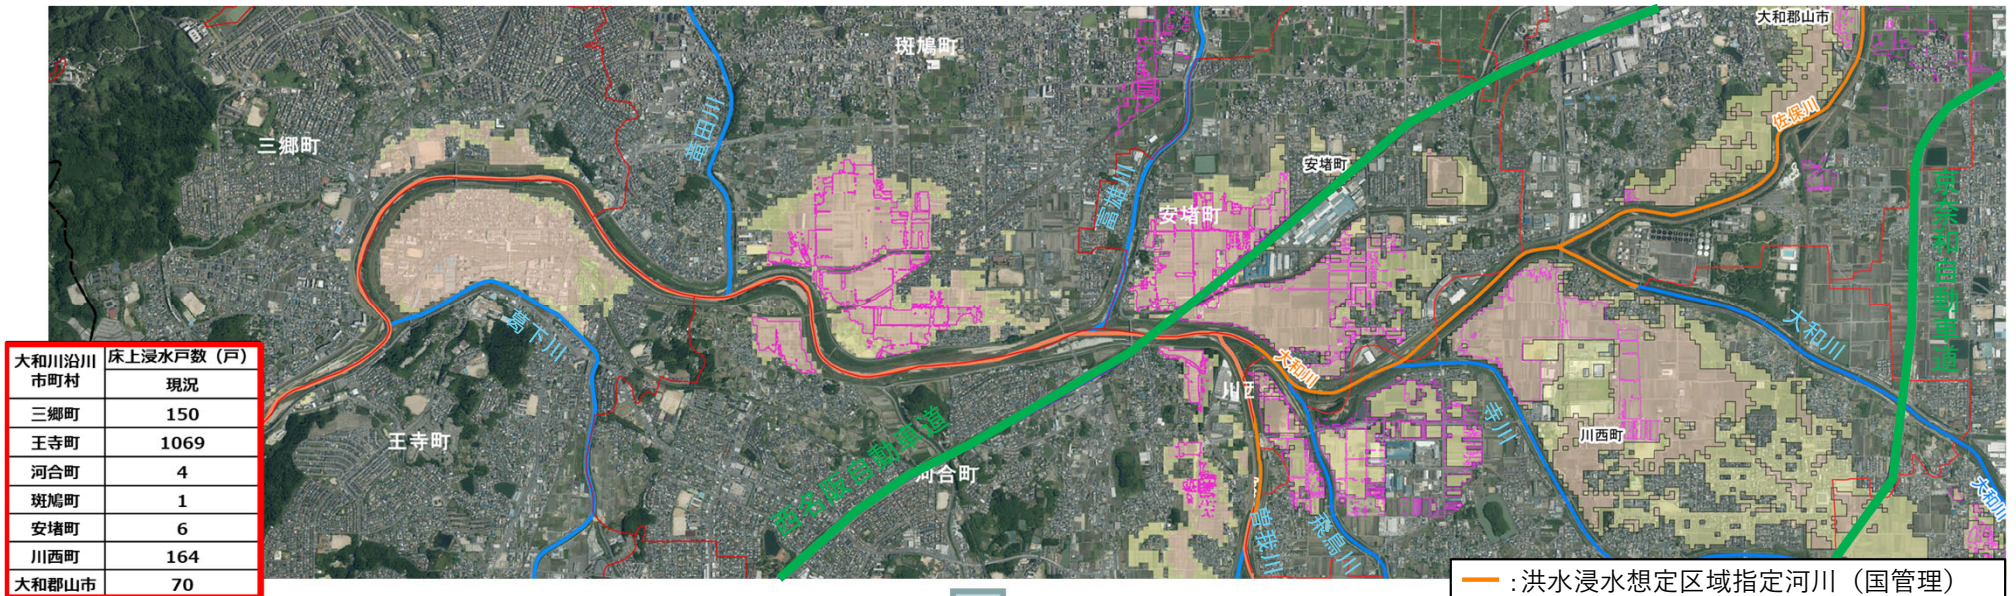 大和郡山市
斑鳩町
佐保川
竜田川
三郷町
安堵町
富雄川
安堵町
京奈和自動車道
葛下川
大和川
大和川
川西
寺川
川西町
王寺町
西名阪自動車道
河合町
曽我川
飛鳥川
大和川
大和川沿川市町村 床上浸水戸数（戸）
現況
三郷町 150
王寺町 1069
河合町 4
斑鳩町 1
安堵町 6
川西町 164
大和郡山市 70
：洪水浸水想定区域指定河川（国管理）